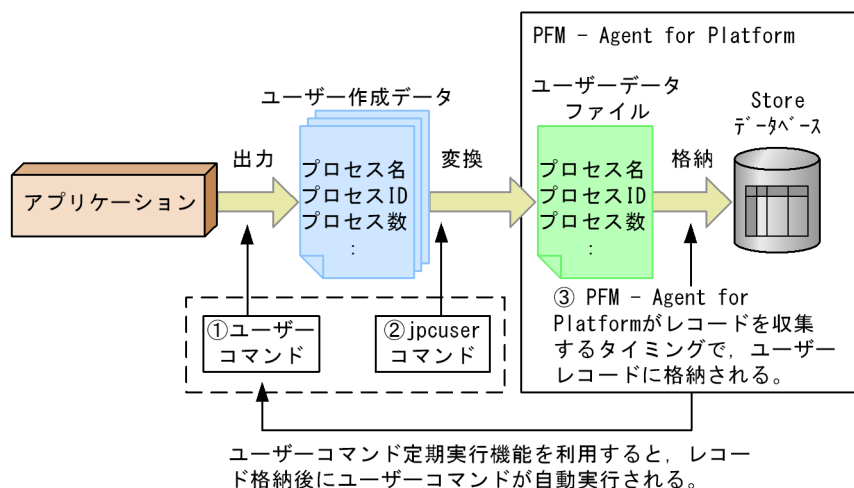 PFM - Agent for Platform
ユーザー作成データ
ユーザーデータ
ファイル
Store
ﾃﾞｰﾀﾍﾞｰｽ
アプリケーション
出力
プロセス名
プロセスID
プロセス数
:
変換
プロセス名
プロセスID
プロセス数
:
格納
①ユーザー
コマンド
②jpcuser
コマンド
③ PFM - Agent for
Platformがレコードを収集
するタイミングで，ユーザー
レコードに格納される。
ユーザーコマンド定期実行機能を利用すると，レコー
ド格納後にユーザーコマンドが自動実行される。